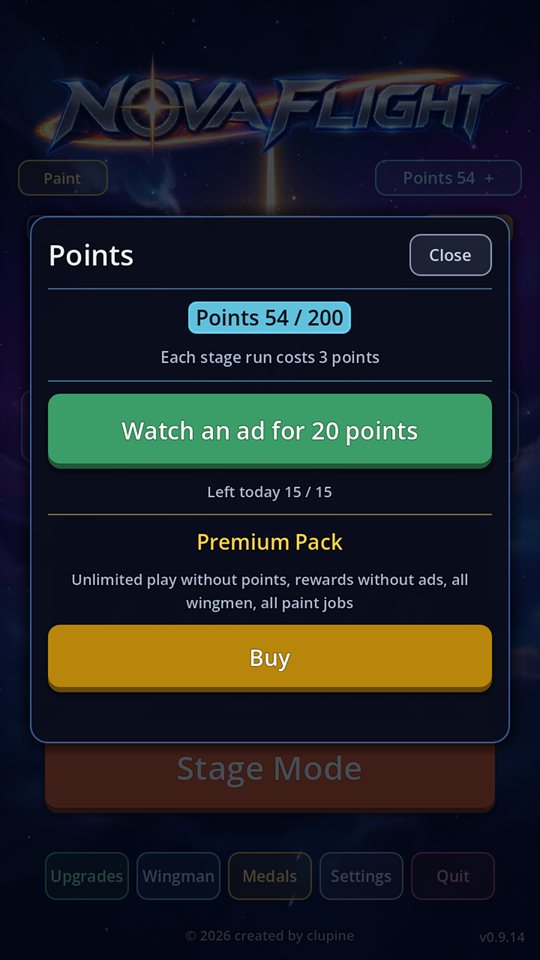 NOVA FLIGHT
Paint
Points 54 +
Points
Close
Points 54 / 200
Each stage run costs 3 points
Watch an ad for 20 points
Left today 15 / 15
Premium Pack
Unlimited play without points, rewards without ads, all
wingmen, all paint jobs
Buy
Stage Mode
Upgrades
Wingman
Medals
Settings
Quit
© 2026 created by clupine
v0.9.14